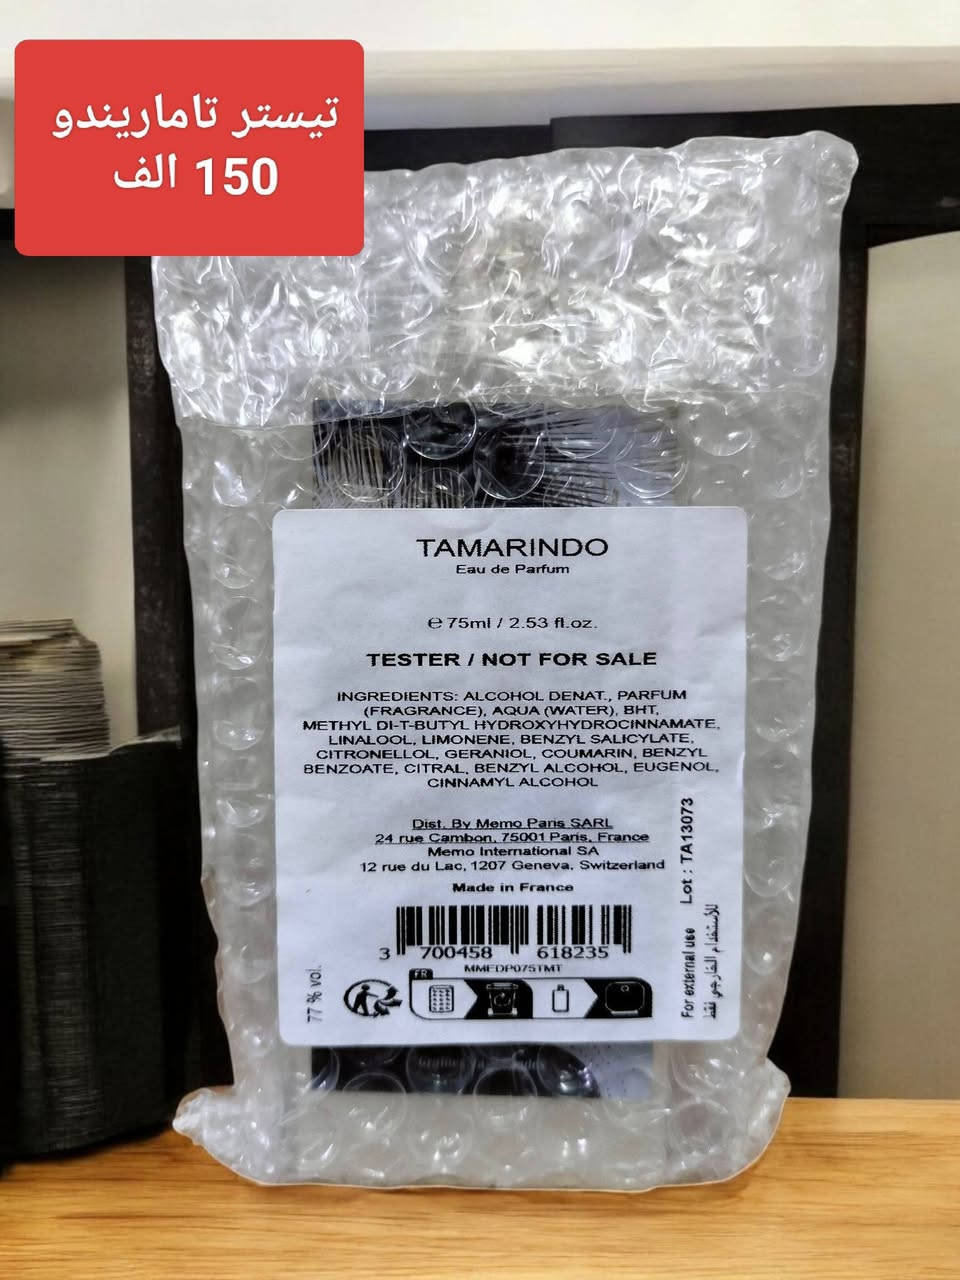 تيستر تاماريندو
150 الف
TAMARINDO
Eau de Parfum
℮ 75ml / 2.53 fl.oz.
TESTER / NOT FOR SALE
INGREDIENTS: ALCOHOL DENAT., PARFUM
(FRAGRANCE), AQUA (WATER), BHT,
METHYL DI-T-BUTYL HYDROXYHYDROCINNAMATE,
LINALOOL, LIMONENE, BENZYL SALICYLATE,
CITRONELLOL, GERANIOL, COUMARIN, BENZYL
BENZOATE, CITRAL, BENZYL ALCOHOL, EUGENOL,
CINNAMYL ALCOHOL
Dist. By Memo Paris SARL
24 rue Cambon, 75001 Paris, France
Memo International SA
12 rue du Lac, 1207 Geneva, Switzerland
Made in France
3 700458 618235
MMEDP075TMT
FR
77 % vol.
For external use Lot : TA13073
للأستخدام الخارجي فقط